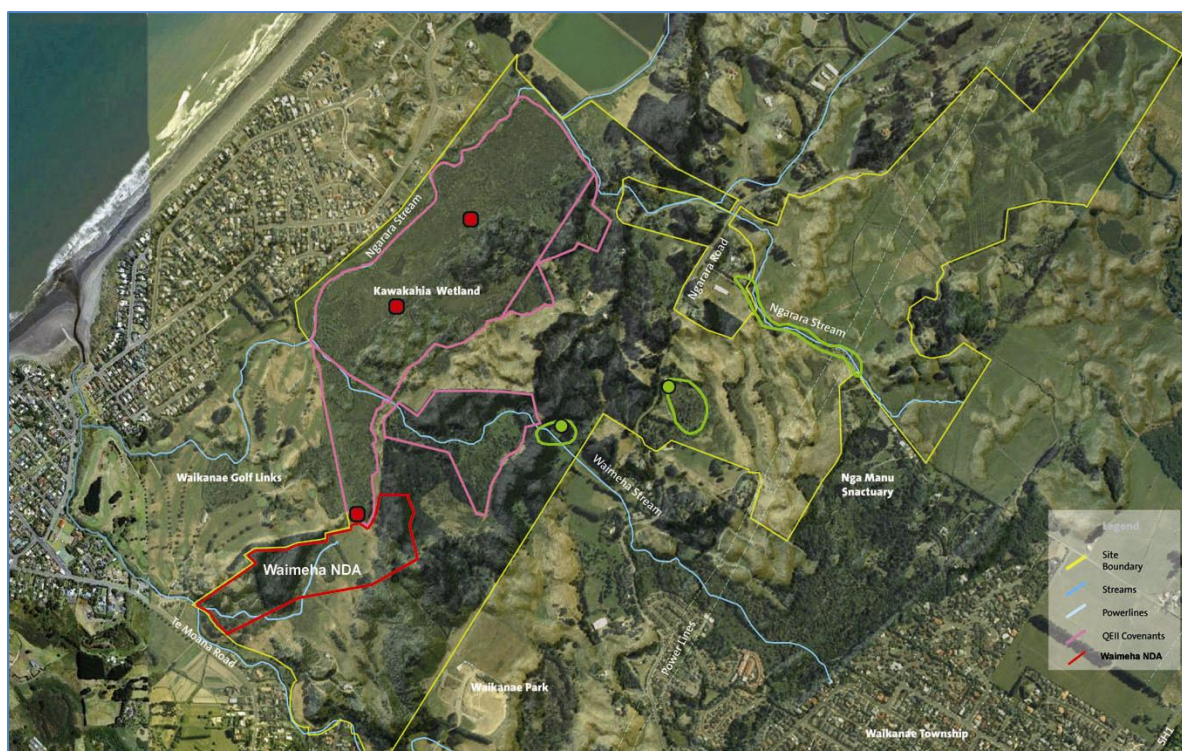 Ngarara Stream
Kawakahia Wetland
Ngarara Road
Ngarara Stream
Waikanae Golf Links
Waimeha Stream
Nga Manu
Snactuary
Waimeha NDA
Te Moana Road
Power Lines
Waikanae Park
Waikanae Township
SH1
Legend
Site
Boundary
Streams
Powerlines
QEII Covenants
Waimeha NDA